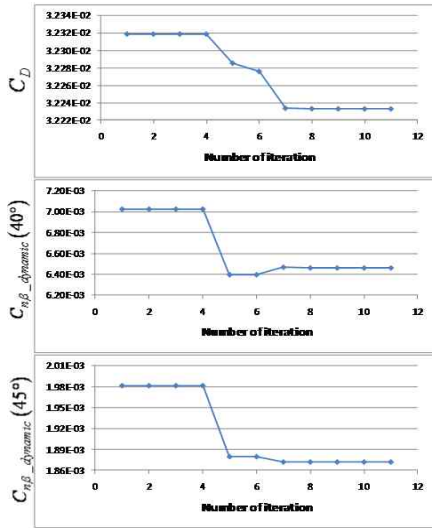 3.234E-02
3.232E-02
3.230E-02
3.228E-02
3.226E-02
3.224E-02
3.222E-02
C_D
0 2 4 6 8 10 12
Number of iteration
7.20E-03
7.00E-03
6.80E-03
6.60E-03
6.40E-03
6.20E-03
C_{nβ_dynamic} (40°)
0 2 4 6 8 10 12
Number of iteration
2.01E-03
1.98E-03
1.95E-03
1.92E-03
1.89E-03
1.86E-03
C_{nβ_dynamic} (45°)
0 2 4 6 8 10 12
Number of iteration